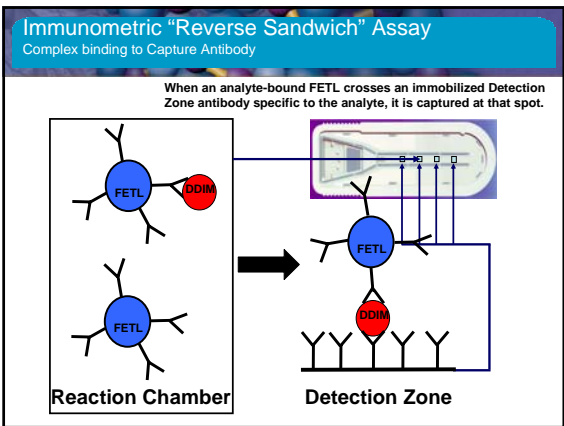 Immunometric “Reverse Sandwich” Assay
Complex binding to Capture Antibody
When an analyte-bound FETL crosses an immobilized Detection
Zone antibody specific to the analyte, it is captured at that spot.
FETL
DDIM
FETL
FETL
DDIM
Reaction Chamber
Detection Zone